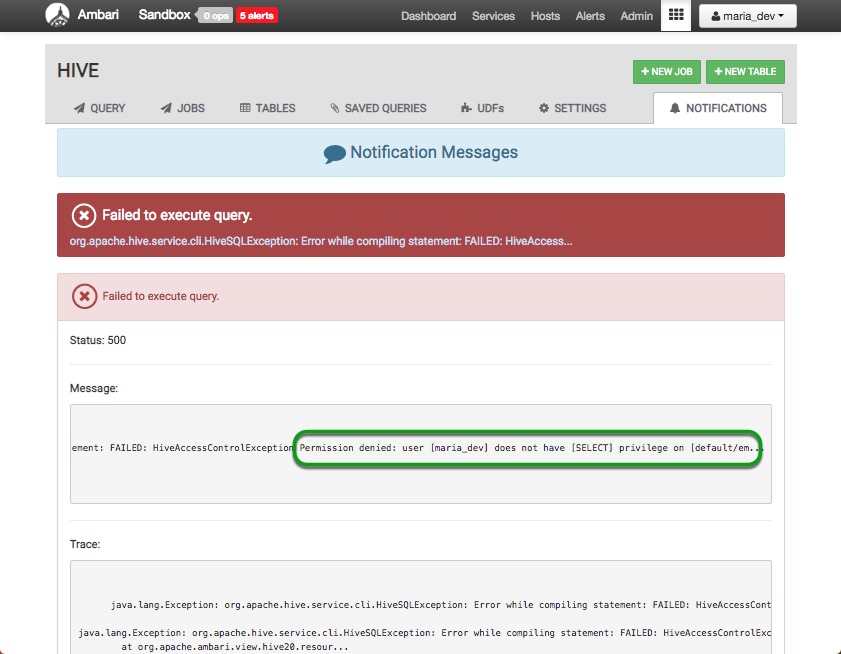 Ambari Sandbox 0 ops 5 alerts Dashboard Services Hosts Alerts Admin maria_dev
HIVE
+ NEW JOB + NEW TABLE
QUERY JOBS TABLES SAVED QUERIES UDFs SETTINGS NOTIFICATIONS
Notification Messages
Failed to execute query.
org.apache.hive.service.cli.HiveSQLException: Error while compiling statement: FAILED: HiveAccess...
Failed to execute query.
Status: 500
Message:
ement: FAILED: HiveAccessControlException Permission denied: user [maria_dev] does not have [SELECT] privilege on [default/em...
Trace:
java.lang.Exception: org.apache.hive.service.cli.HiveSQLException: Error while compiling statement: FAILED: HiveAccessCont
java.lang.Exception: org.apache.hive.service.cli.HiveSQLException: Error while compiling statement: FAILED: HiveAccessControlExc
at org.apache.ambari.view.hive20.resour...